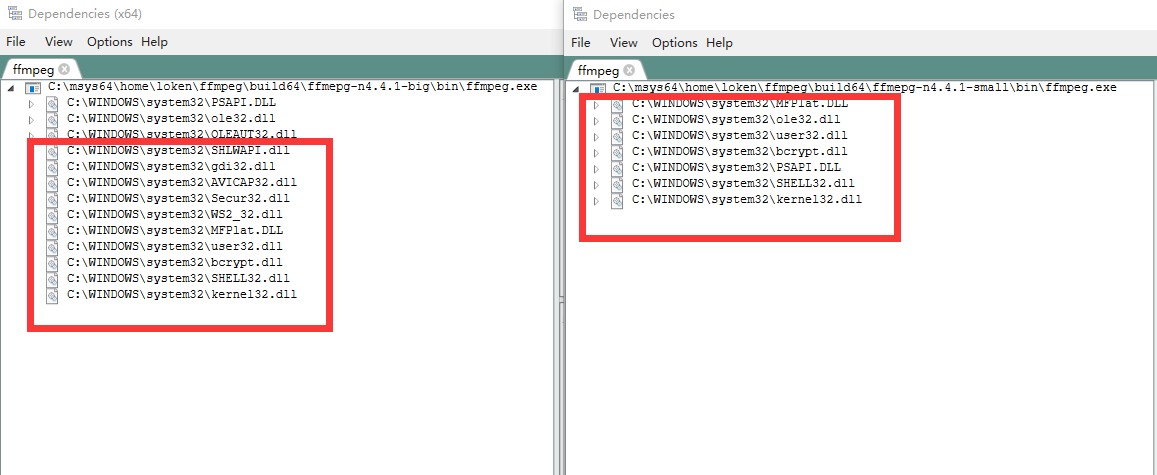 Dependencies (x64)
File View Options Help
ffmpeg
C:\msys64\home\loken\ffmpeg\build64\ffmepg-n4.4.1-big\bin\ffmpeg.exe
C:\WINDOWS\system32\PSAPI.DLL
C:\WINDOWS\system32\ole32.dll
C:\WINDOWS\system32\OLEAUT32.dll
C:\WINDOWS\system32\SHLWAPI.dll
C:\WINDOWS\system32\gdi32.dll
C:\WINDOWS\system32\AVICAP32.dll
C:\WINDOWS\system32\Secur32.dll
C:\WINDOWS\system32\WS2_32.dll
C:\WINDOWS\system32\MFPlat.DLL
C:\WINDOWS\system32\user32.dll
C:\WINDOWS\system32\bcrypt.dll
C:\WINDOWS\system32\SHELL32.dll
C:\WINDOWS\system32\kernel32.dll
Dependencies
File View Options Help
ffmpeg
C:\msys64\home\loken\ffmpeg\build64\ffmepg-n4.4.1-small\bin\ffmpeg.exe
C:\WINDOWS\system32\MFPlat.DLL
C:\WINDOWS\system32\ole32.dll
C:\WINDOWS\system32\user32.dll
C:\WINDOWS\system32\bcrypt.dll
C:\WINDOWS\system32\PSAPI.DLL
C:\WINDOWS\system32\SHELL32.dll
C:\WINDOWS\system32\kernel32.dll